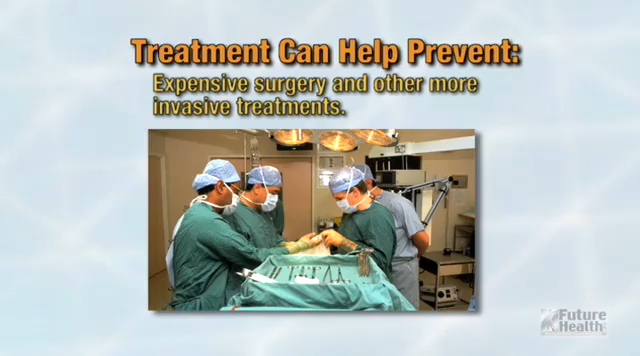 Treatment Can Help Prevent:
Expensive surgery and other more
invasive treatments.
Future
Health